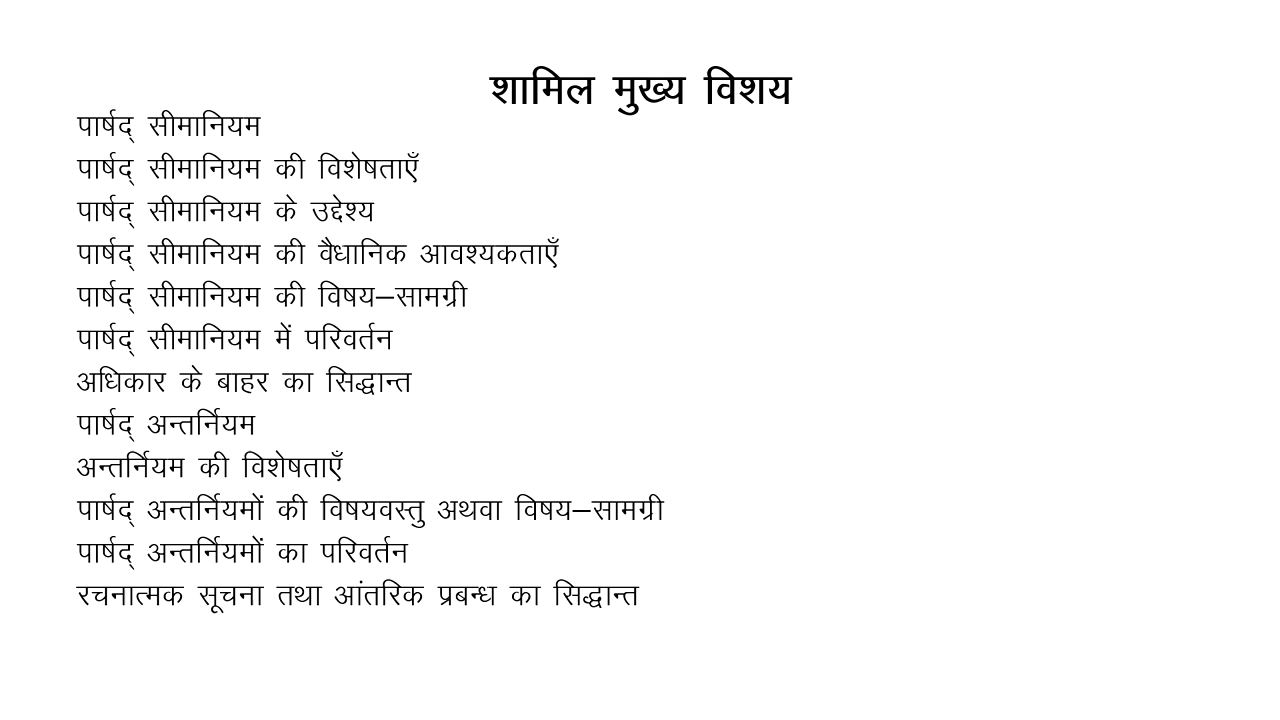 शामिल मुख्य विशय
पार्षद् सीमानियम
पार्षद् सीमानियम की विशेषताएँ
पार्षद् सीमानियम के उद्देश्य
पार्षद् सीमानियम की वैधानिक आवश्यकताएँ
पार्षद् सीमानियम की विषय–सामग्री
पार्षद् सीमानियम में परिवर्तन
अधिकार के बाहर का सिद्धान्त
पार्षद् अन्तर्नियम
अन्तर्नियम की विशेषताएँ
पार्षद् अन्तर्नियमों की विषयवस्तु अथवा विषय–सामग्री
पार्षद् अन्तर्नियमों का परिवर्तन
रचनात्मक सूचना तथा आंतरिक प्रबन्ध का सिद्धान्त